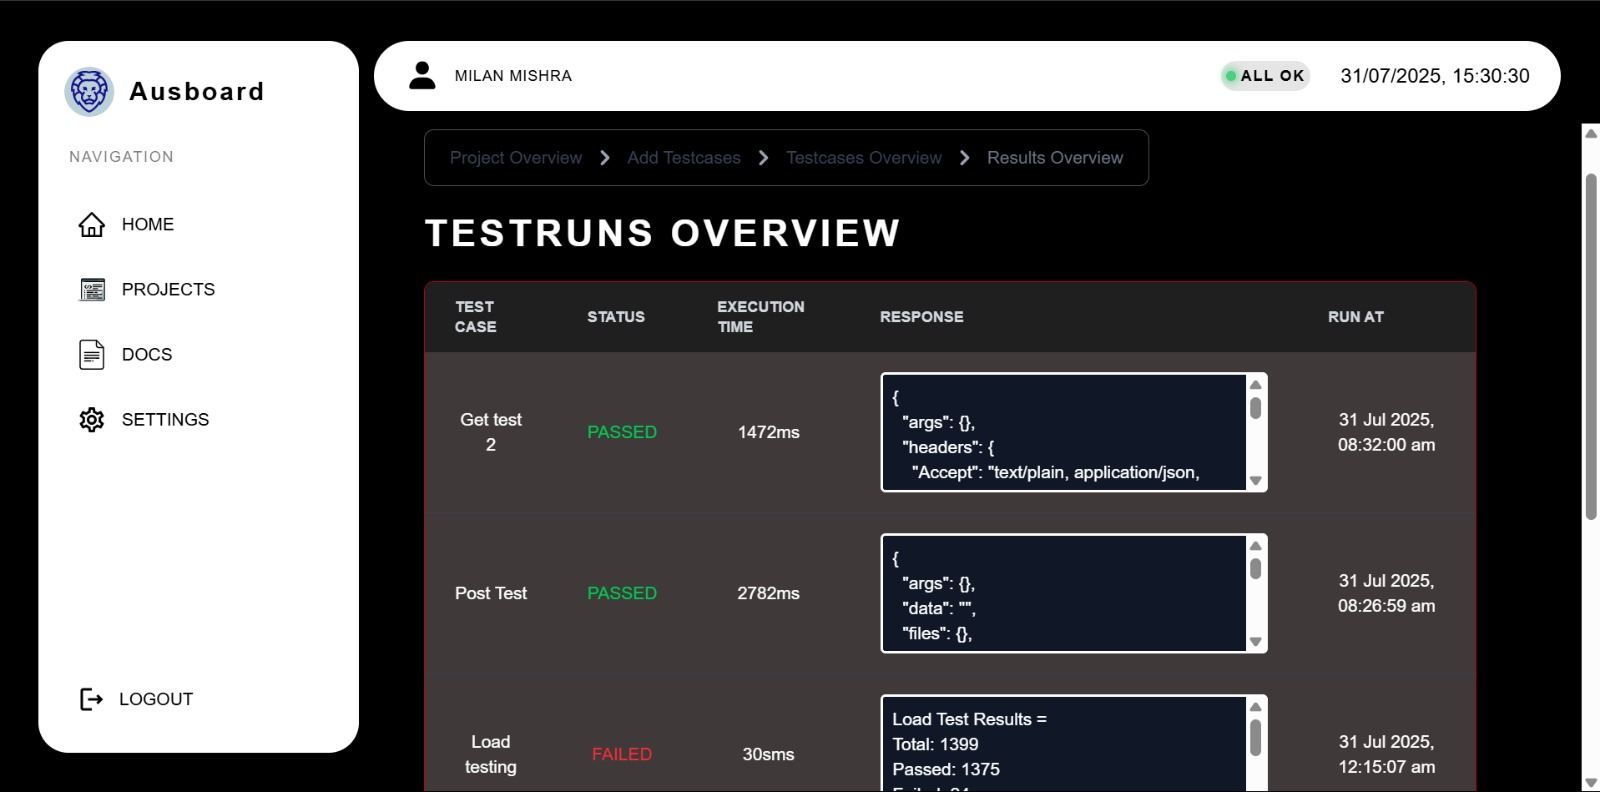 Ausboard
NAVIGATION
HOME
PROJECTS
DOCS
SETTINGS
LOGOUT
MILAN MISHRA
ALL OK
31/07/2025, 15:30:30
Project Overview > Add Testcases > Testcases Overview > Results Overview
TESTRUNS OVERVIEW
TEST
CASE
STATUS
EXECUTION
TIME
RESPONSE
RUN AT
Get test
2
PASSED
1472ms
{
"args": {},
"headers": {
"Accept": "text/plain, application/json,
31 Jul 2025,
08:32:00 am
Post Test
PASSED
2782ms
{
"args": {},
"data": "",
"files": {},
31 Jul 2025,
08:26:59 am
Load
testing
FAILED
30sms
Load Test Results =
Total: 1399
Passed: 1375
31 Jul 2025,
12:15:07 am